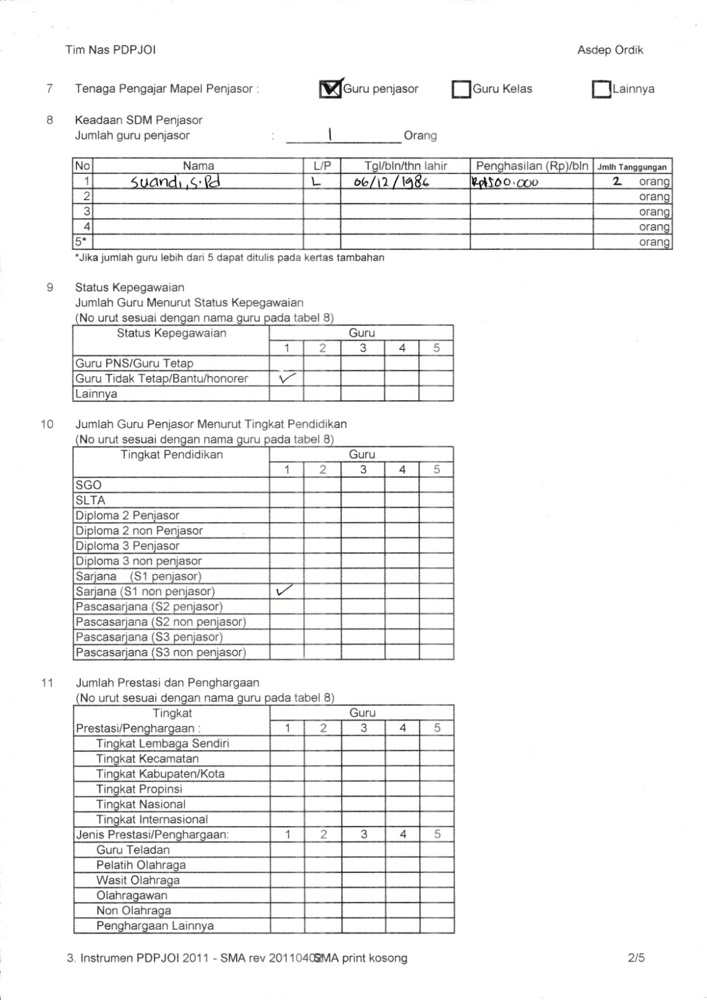 Tim Nas PDPJOI Asdep Ordik
7 Tenaga Pengajar Mapel Penjasor : Guru penjasor Guru Kelas Lainnya
8 Keadaan SDM Penjasor
Jumlah guru penjasor : 1 Orang
No Nama L/P Tgl/bln/thn lahir Penghasilan (Rp)/bln Jmlh Tanggungan
1 Suandi, S.Pd L 06/12/1986 2 orang
2 orang
3 orang
4 orang
5* orang
*Jika jumlah guru lebih dari 5 dapat ditulis pada kertas tambahan
9 Status Kepegawaian
Jumlah Guru Menurut Status Kepegawaian
(No urut sesuai dengan nama guru pada tabel 8)
Status Kepegawaian Guru
1 2 3 4 5
Guru PNS/Guru Tetap
Guru Tidak Tetap/Bantu/honorer ✓
Lainnya
10 Jumlah Guru Penjasor Menurut Tingkat Pendidikan
(No urut sesuai dengan nama guru pada tabel 8)
Tingkat Pendidikan Guru
1 2 3 4 5
SGO
SLTA
Diploma 2 Penjasor
Diploma 2 non Penjasor
Diploma 3 Penjasor
Diploma 3 non penjasor
Sarjana (S1 penjasor)
Sarjana (S1 non penjasor) ✓
Pascasarjana (S2 penjasor)
Pascasarjana (S2 non penjasor)
Pascasarjana (S3 penjasor)
Pascasarjana (S3 non penjasor)
11 Jumlah Prestasi dan Penghargaan
(No urut sesuai dengan nama guru pada tabel 8)
Tingkat Guru
Prestasi/Penghargaan : 1 2 3 4 5
Tingkat Lembaga Sendiri
Tingkat Kecamatan
Tingkat Kabupaten/Kota
Tingkat Propinsi
Tingkat Nasional
Tingkat Internasional
Jenis Prestasi/Penghargaan: 1 2 3 4 5
Guru Teladan
Pelatih Olahraga
Wasit Olahraga
Olahragawan
Non Olahraga
Penghargaan Lainnya
3. Instrumen PDPJOI 2011 - SMA rev SMA print kosong 2/5